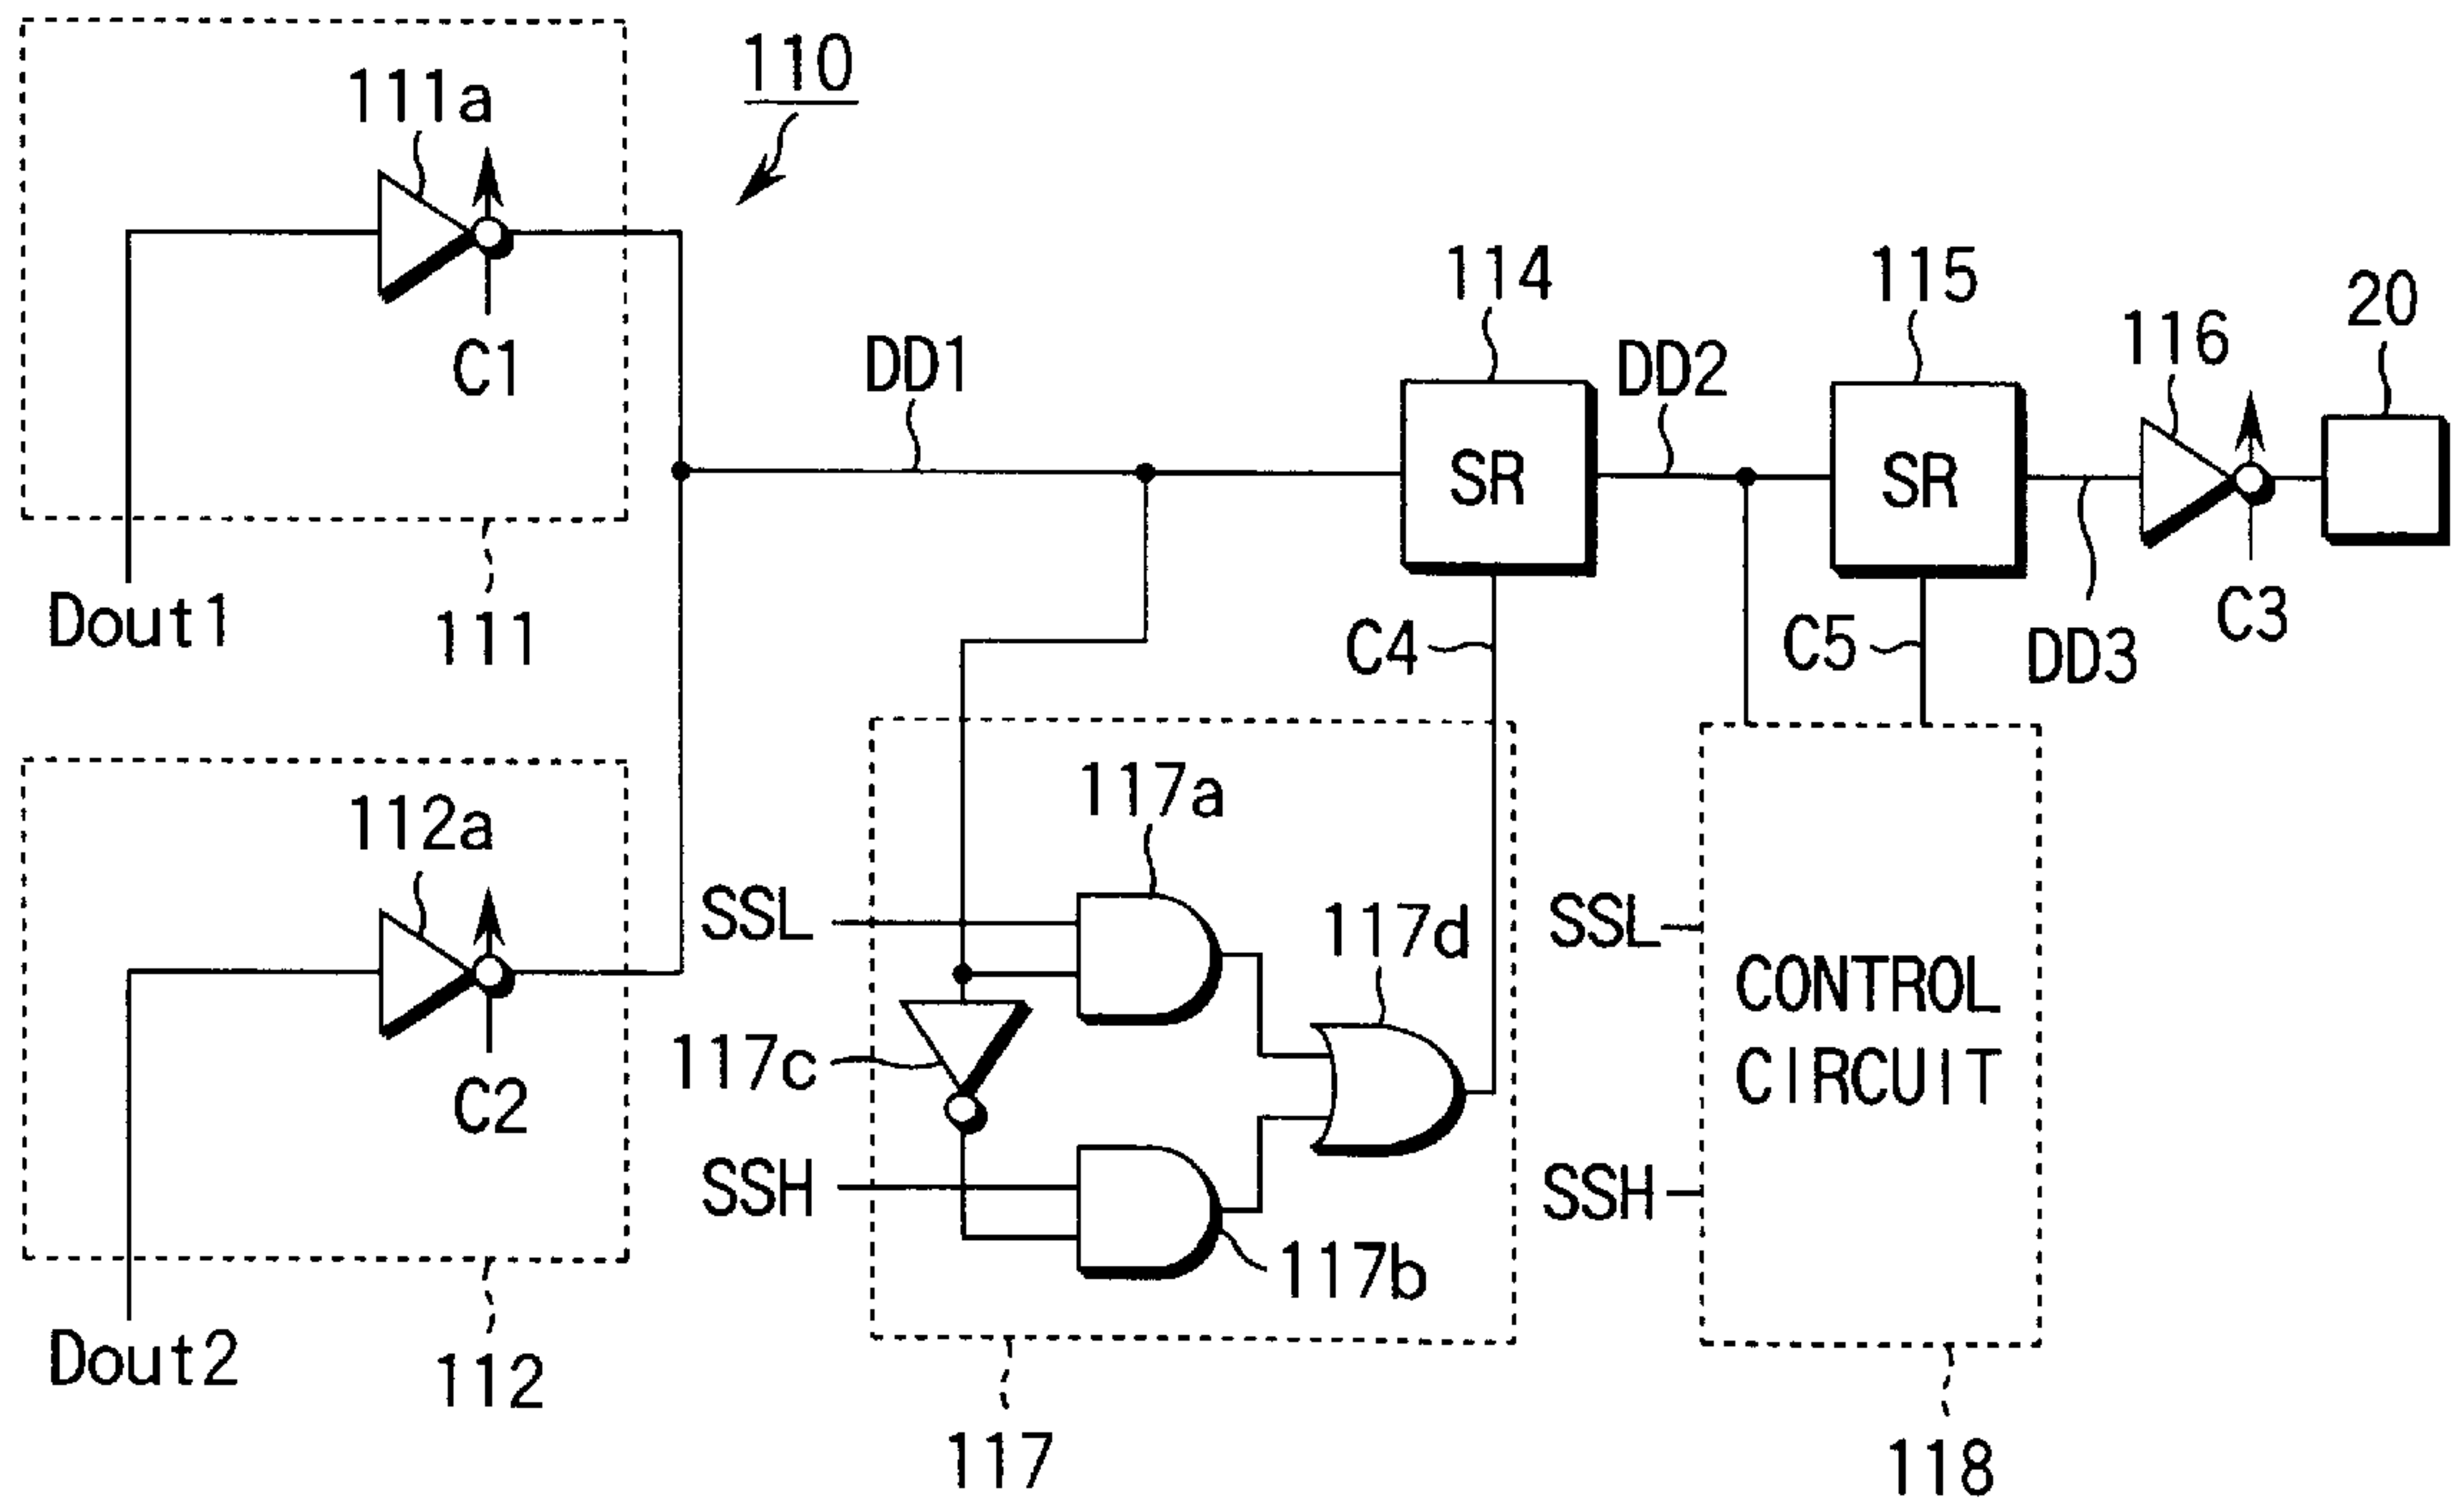 110
111a
C1
Dout1
111
DD1
114
SR
C4
DD2
115
SR
C5
DD3
116
C3
20
112a
C2
Dout2
112
117a
SSL
117c
SSH
117d
117b
117
SSL
SSH
CONTROL
CIRCUIT
118